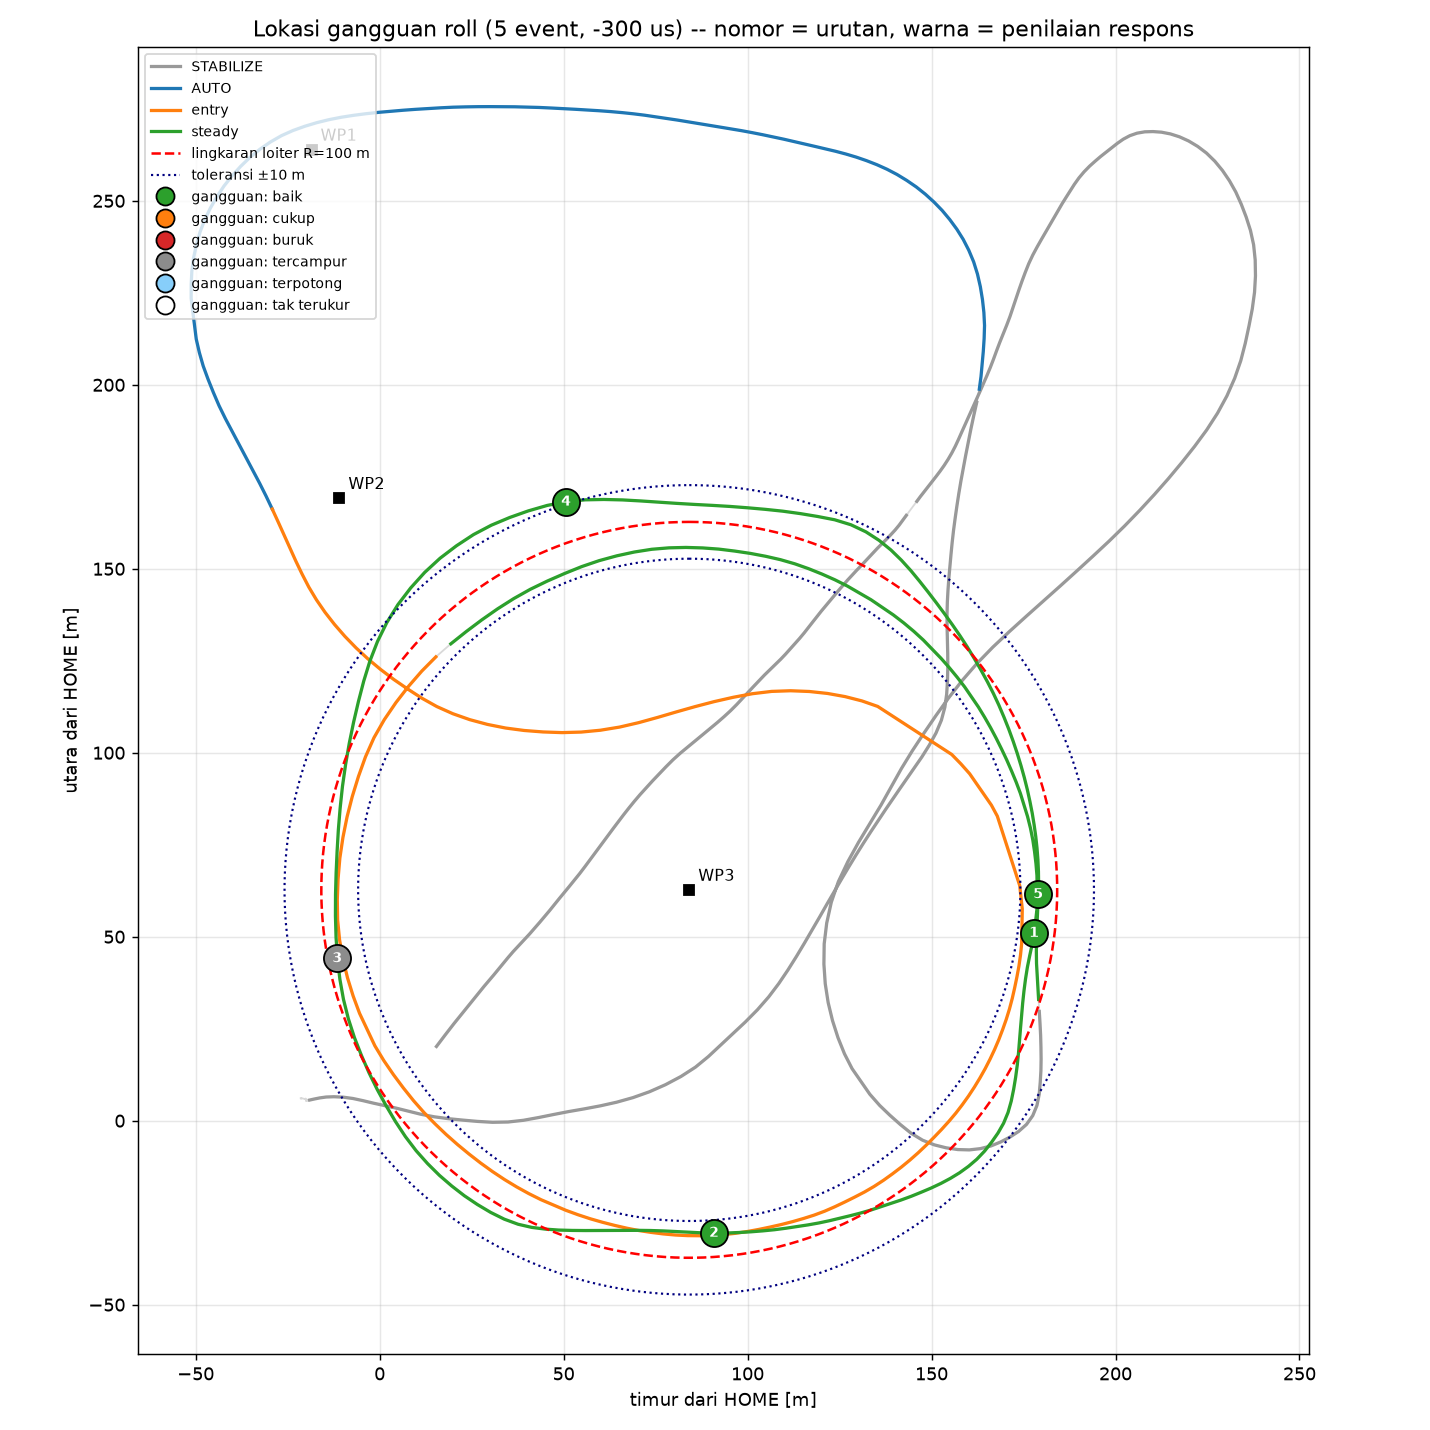 Lokasi gangguan roll (5 event, -300 us) -- nomor = urutan, warna = penilaian respons
STABILIZE
AUTO
entry
steady
lingkaran loiter R=100 m
toleransi ±10 m
gangguan: baik
gangguan: cukup
gangguan: buruk
gangguan: tercampur
gangguan: terpotong
gangguan: tak terukur
WP1
WP2
WP3
4
5
1
3
2
250
200
150
100
50
0
−50
utara dari HOME [m]
−50
0
50
100
150
200
250
timur dari HOME [m]